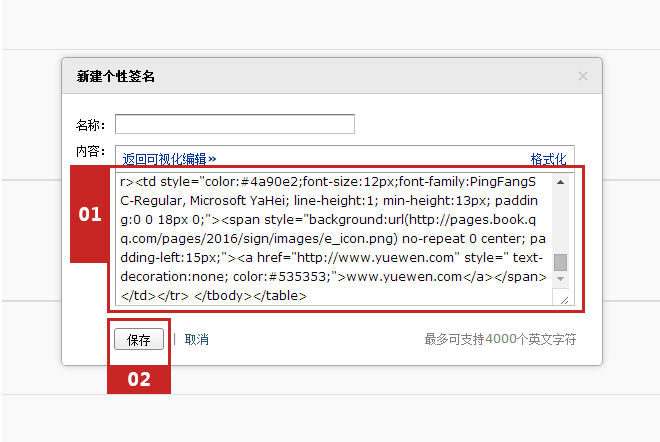 新建个性签名
×
名称:
内容:
返回可视化编辑»
格式化
01
r><td style="color:#4a90e2;font-size:12px;font-family:PingFangS
C-Regular, Microsoft YaHei; line-height:1; min-height:13px; paddin
g:0 0 18px 0;"><span style="background:url(http://pages.book.q
q.com/pages/2016/sign/images/e_icon.png) no-repeat 0 center; pa
dding-left:15px;"><a href="http://www.yuewen.com" style=" text-
decoration:none; color:#535353;">www.yuewen.com</a></span>
</td></tr> </tbody></table>
保存 | 取消
最多可支持4000个英文字符
02